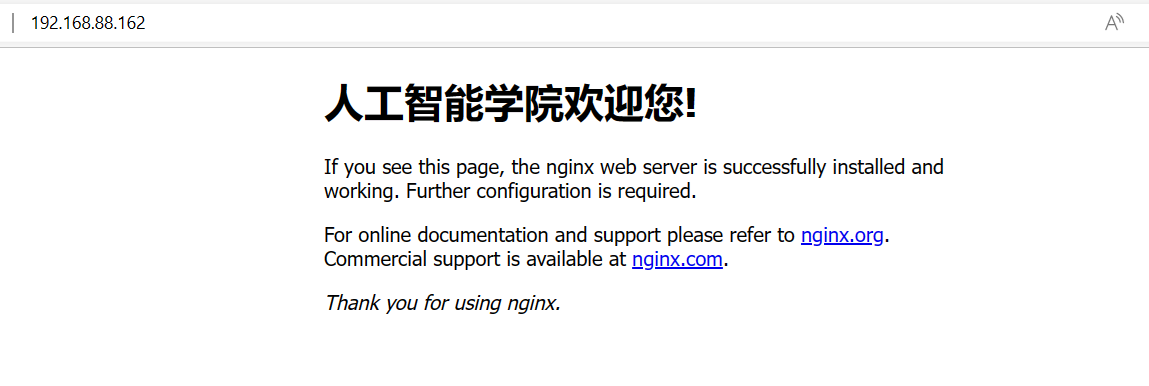 192.168.88.162
人工智能学院欢迎您!
If you see this page, the nginx web server is successfully installed and
working. Further configuration is required.
For online documentation and support please refer to nginx.org.
Commercial support is available at nginx.com.
Thank you for using nginx.